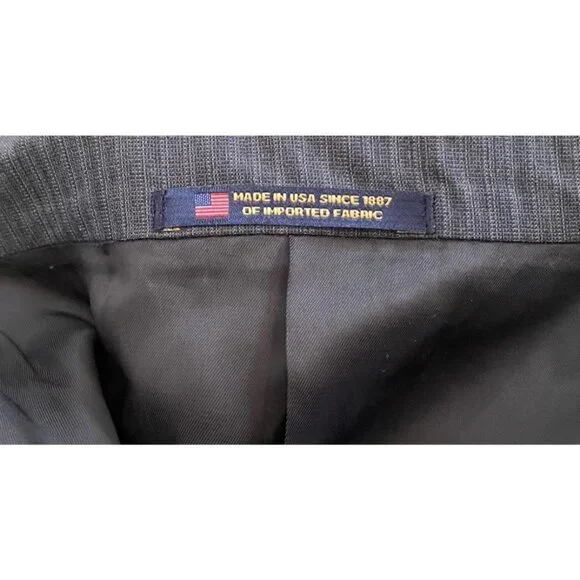 MADE IN USA SINCE 1887
OF IMPORTED FABRIC